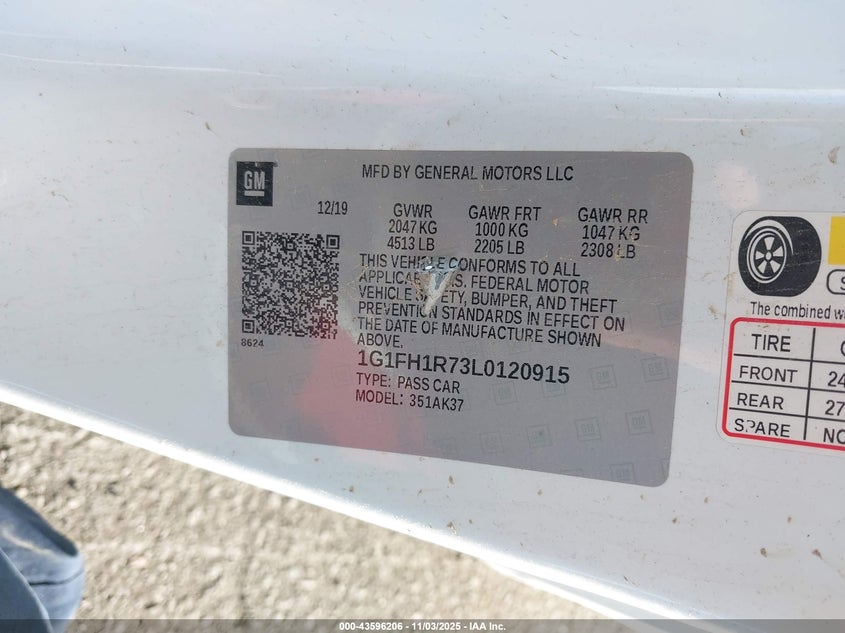 GM
MFD BY GENERAL MOTORS LLC
12/19 GVWR GAWR FRT GAWR RR
2047 KG 1000 KG 1047 KG
4513 LB 2205 LB 2308 LB
THIS VEHICLE CONFORMS TO ALL
FEDERAL MOTOR
VEHICLE BUMPER, AND THEFT
PREVENTION STANDARDS IN EFFECT ON
THE DATE OF MANUFACTURE SHOWN
ABOVE.
8624
1G1FH1R73L0120915
TYPE: PASS CAR
MODEL: 351AK37
The combined
TIRE
FRONT 24
REAR 27
SPARE NO
000-43596206 - 11/03/2025 - IAA Inc.